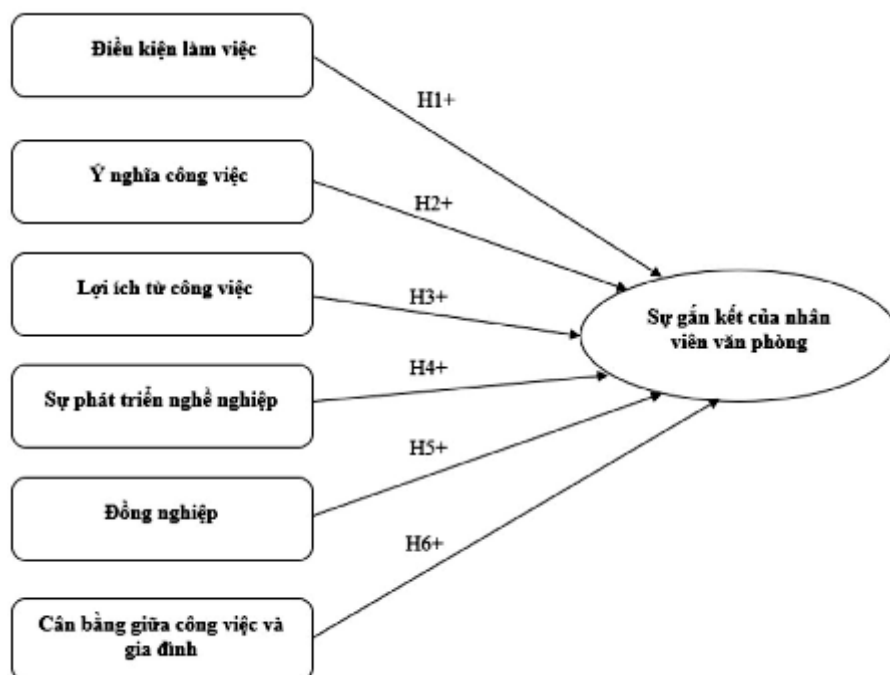 Điều kiện làm việc
H1+
Ý nghĩa công việc
H2+
Lợi ích từ công việc
H3+
Sự gắn kết của nhân
viên văn phòng
Sự phát triển nghề nghiệp
H4+
Đồng nghiệp
H5+
H6+
Cân bằng giữa công việc và
gia đình